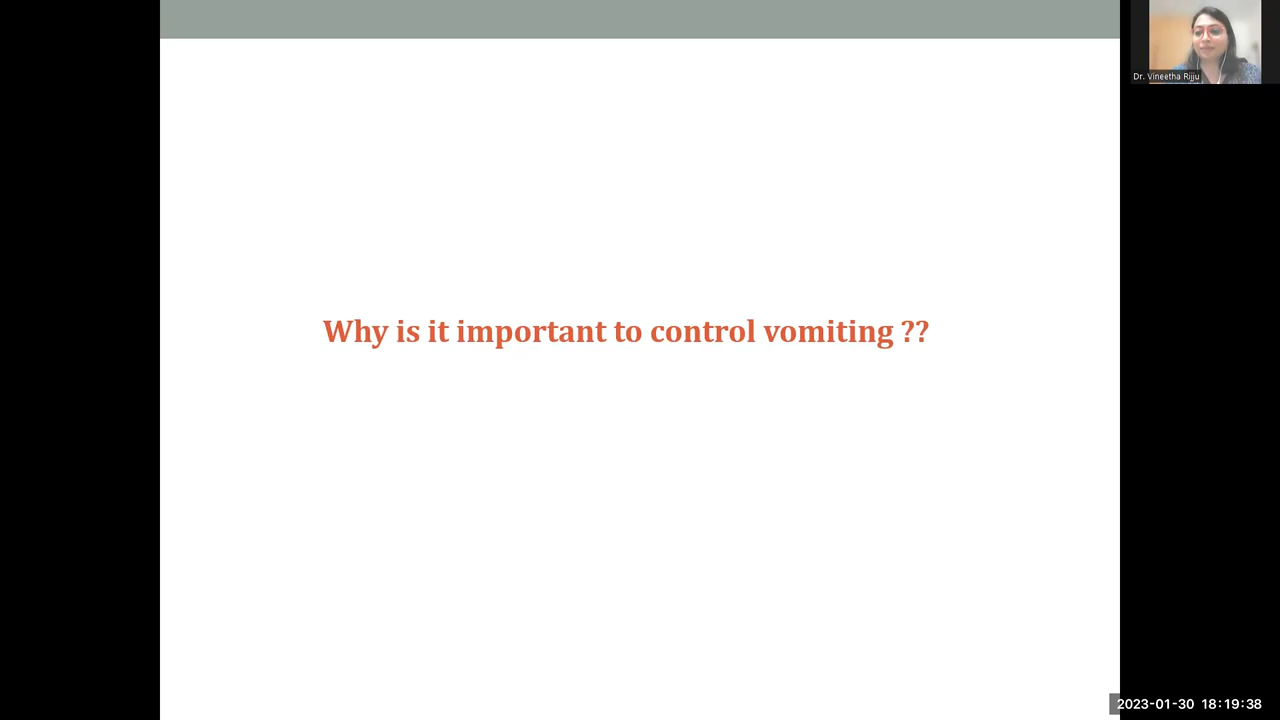 Dr. Vineetha Rijju
Why is it important to control vomiting ??
2023-01-30 18:19:38